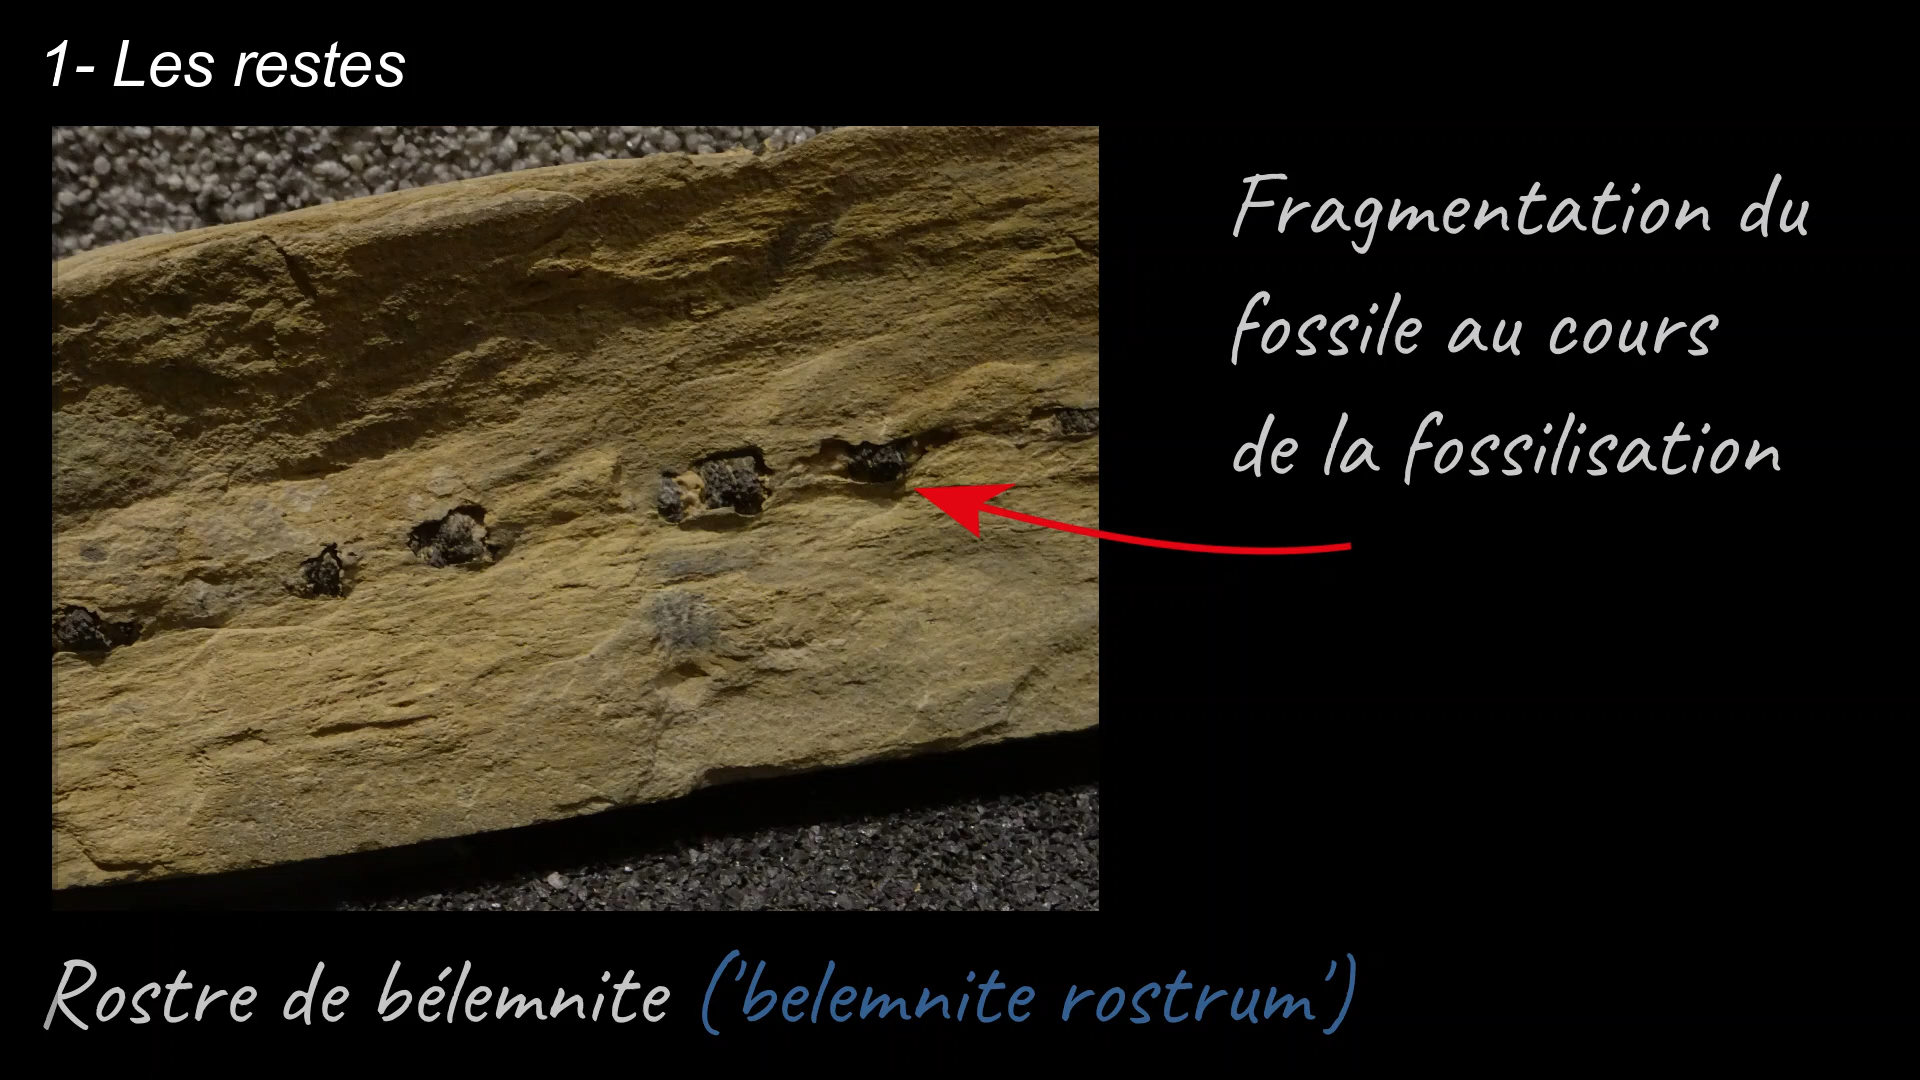 1- Les restes
Fragmentation du
fossile au cours
de la fossilisation
Rostre de bélemnite ('belemnite rostrum')